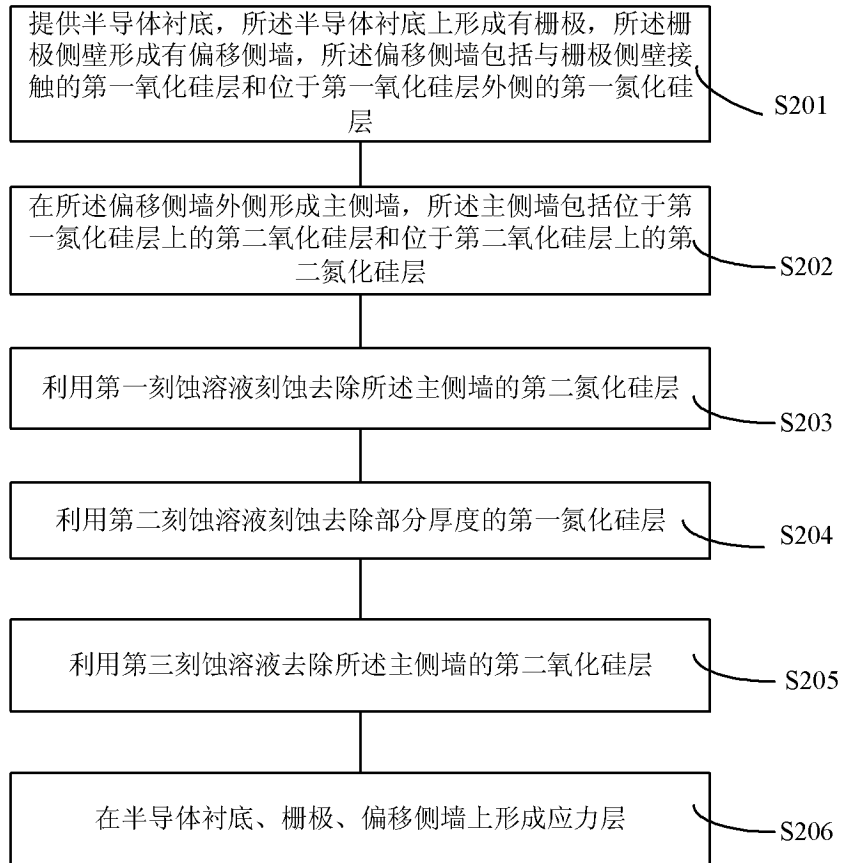 提供半导体衬底，所述半导体衬底上形成有栅极，所述栅
极侧壁形成有偏移侧墙，所述偏移侧墙包括与栅极侧壁接
触的第一氧化硅层和位于第一氧化硅层外侧的第一氮化硅
层
S201
在所述偏移侧墙外侧形成主侧墙，所述主侧墙包括位于第
一氮化硅层上的第二氧化硅层和位于第二氧化硅层上的第
二氮化硅层
S202
利用第一刻蚀溶液刻蚀去除所述主侧墙的第二氮化硅层
S203
利用第二刻蚀溶液刻蚀去除部分厚度的第一氮化硅层
S204
利用第三刻蚀溶液去除所述主侧墙的第二氧化硅层
S205
在半导体衬底、栅极、偏移侧墙上形成应力层
S206